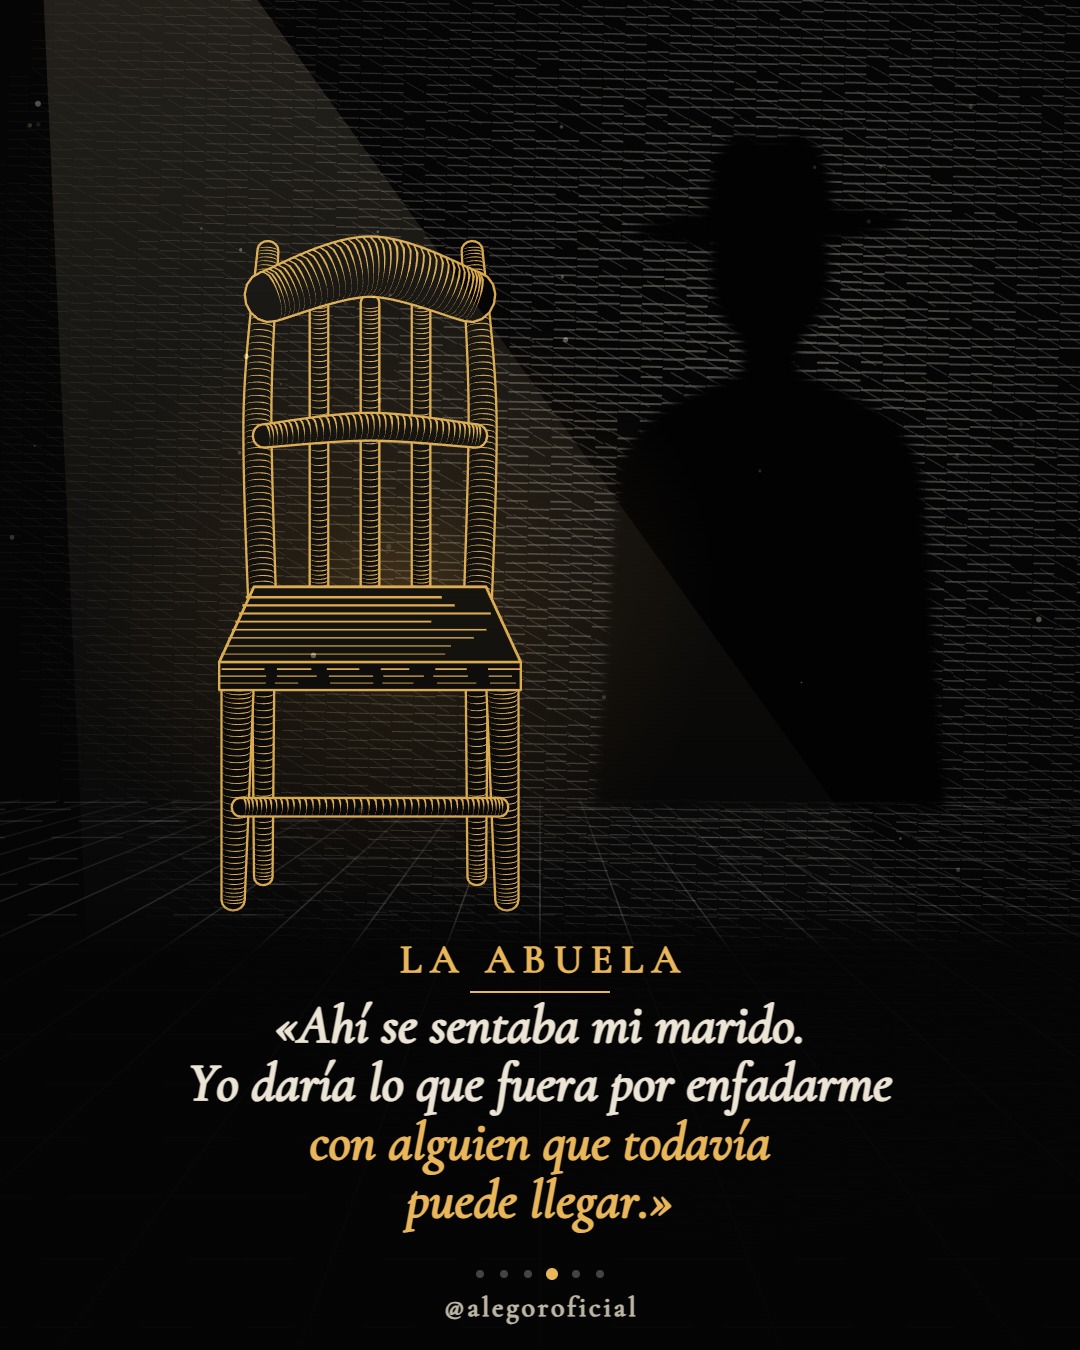 LA ABUELA
«Ahí se sentaba mi marido.
Yo daría lo que fuera por enfadarme
con alguien que todavía
puede llegar.»
@alegoroficial